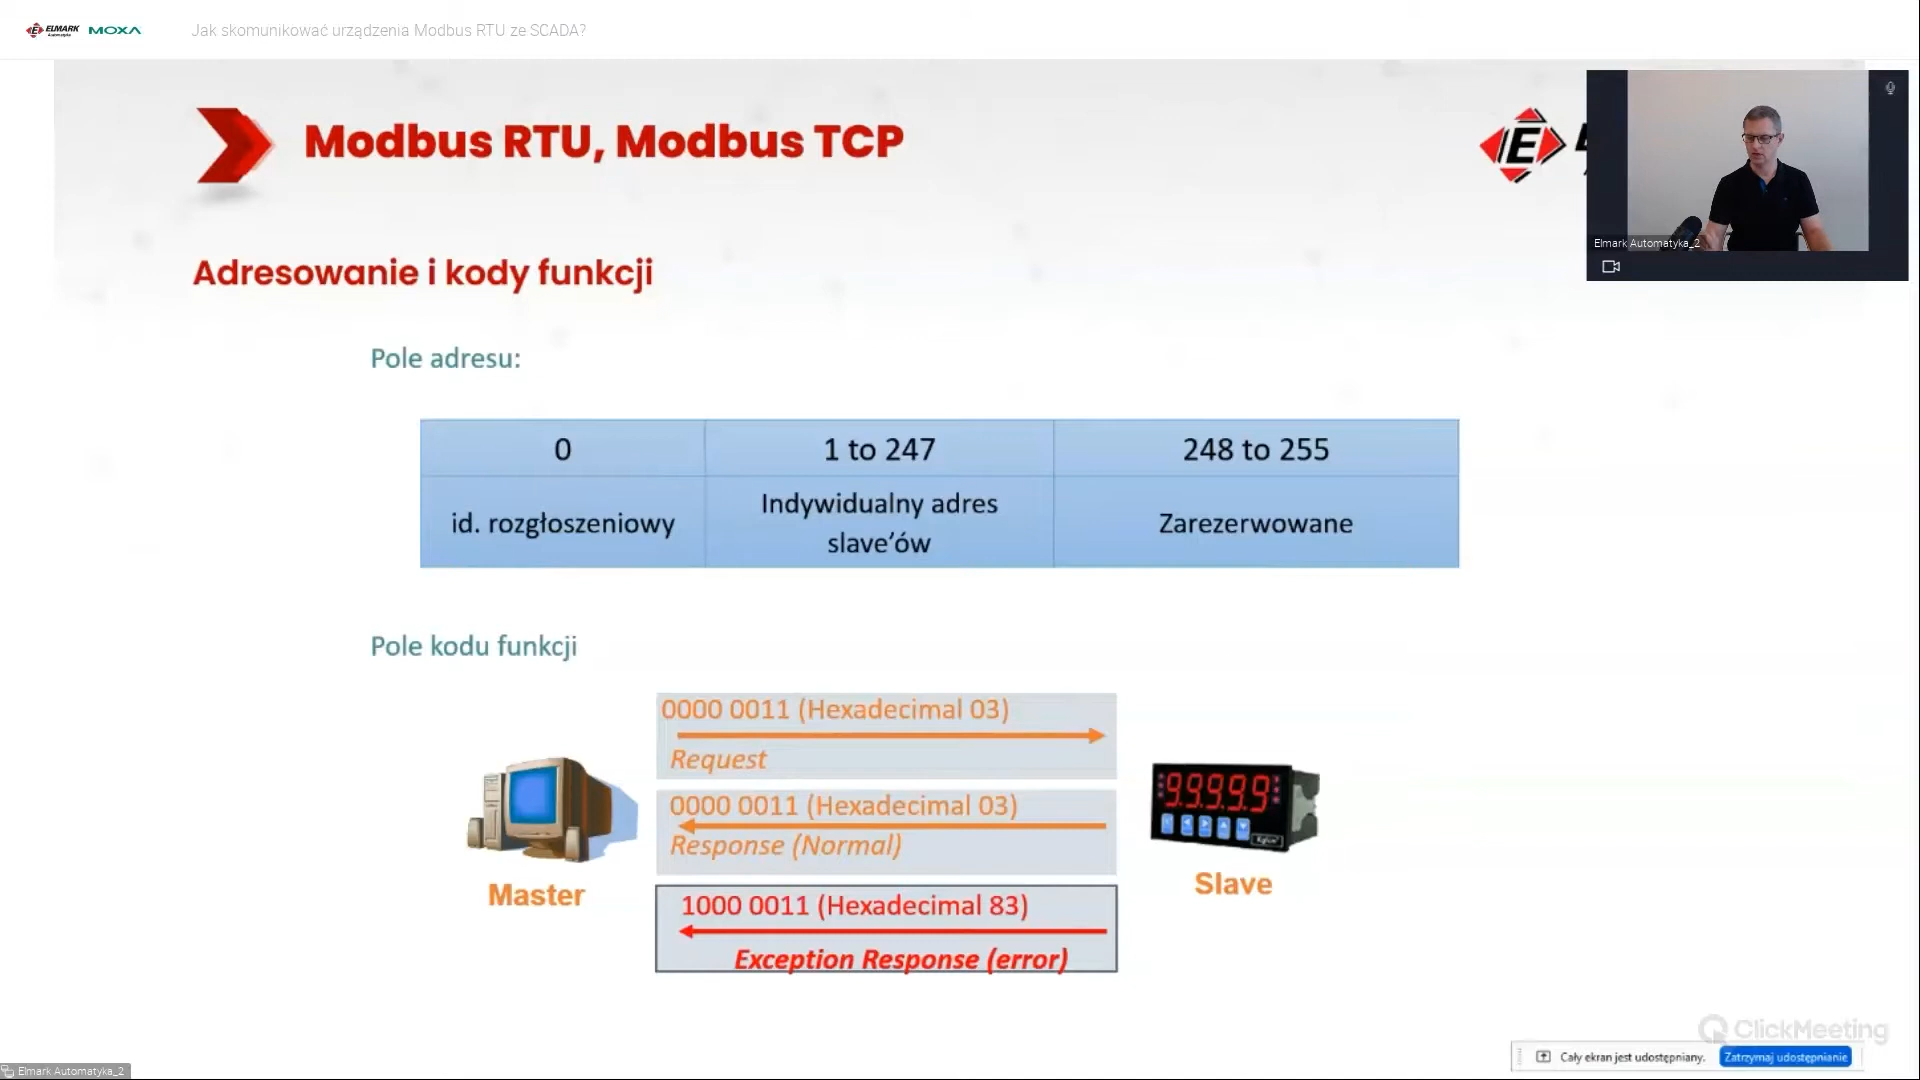 ELMARK Automatyka MOXA
Jak skomunikować urządzenia Modbus RTU ze SCADA?
Modbus RTU, Modbus TCP
E
Elmark Automatyka_2
Adresowanie i kody funkcji
Pole adresu:
0 1 to 247 248 to 255
id. rozgłoszeniowy Indywidualny adres slave'ów Zarezerwowane
Pole kodu funkcji
0000 0011 (Hexadecimal 03)
Request
0000 0011 (Hexadecimal 03)
Response (Normal)
1000 0011 (Hexadecimal 83)
Exception Response (error)
Master
99999
Slave
ClickMeeting
Cały ekran jest udostępniany. Zatrzymaj udostępnianie
Elmark Automatyka_2